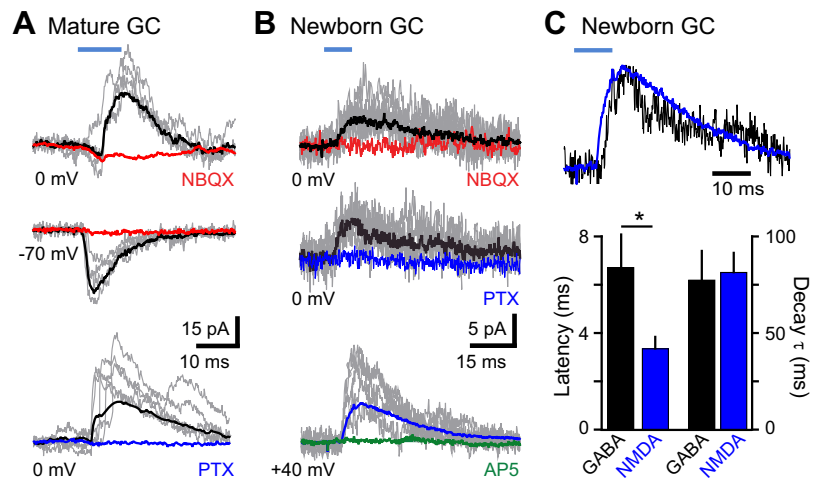 A Mature GC
0 mV
NBQX
-70 mV
15 pA
10 ms
0 mV
PTX
B Newborn GC
0 mV
NBQX
0 mV
PTX
5 pA
15 ms
+40 mV
AP5
C Newborn GC
10 ms
*
8
4
0
Latency (ms)
100
50
0
Decay τ (ms)
GABA
NMDA
GABA
NMDA